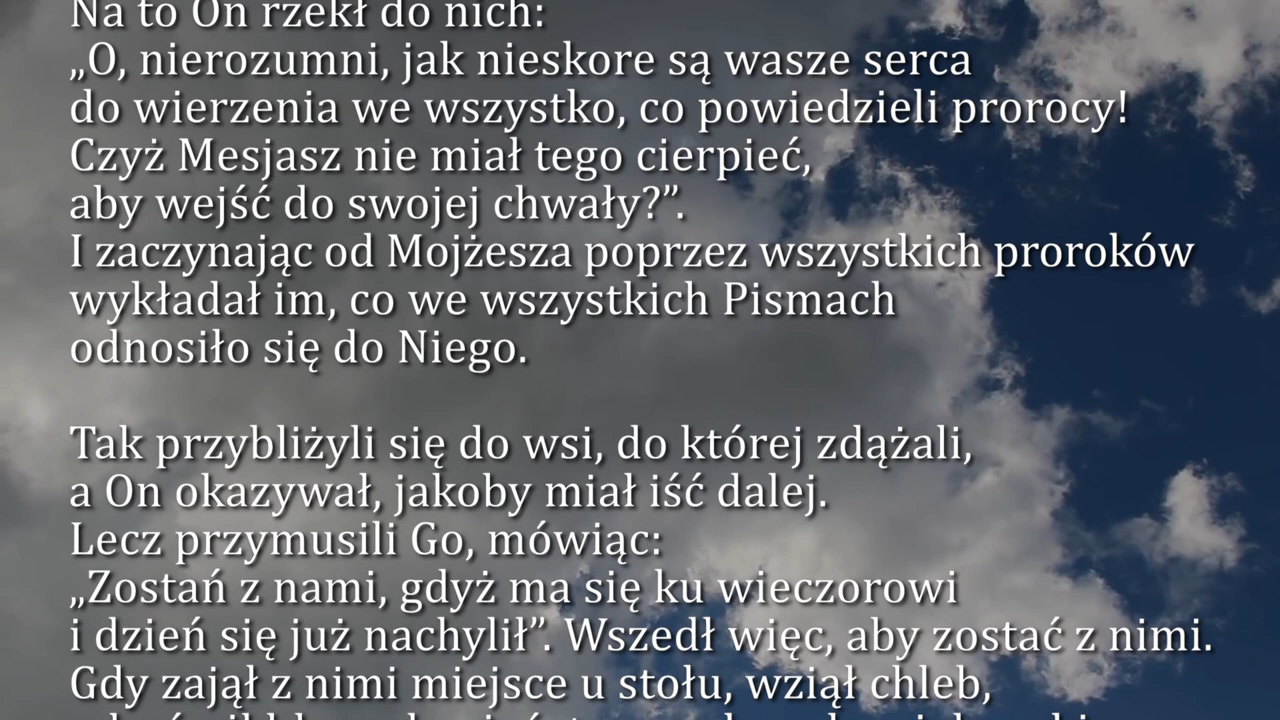 Na to On rzekł do nich:
„O, nierozumni, jak nieskore są wasze serca
do wierzenia we wszystko, co powiedzieli prorocy!
Czyż Mesjasz nie miał tego cierpieć,
aby wejść do swojej chwały?”.
I zaczynając od Mojżesza poprzez wszystkich proroków
wykładał im, co we wszystkich Pismach
odnosiło się do Niego.
Tak przybliżyli się do wsi, do której zdążali,
a On okazywał, jakoby miał iść dalej.
Lecz przymusili Go, mówiąc:
„Zostań z nami, gdyż ma się ku wieczorowi
i dzień się już nachylił”. Wszedł więc, aby zostać z nimi.
Gdy zajął z nimi miejsce u stołu, wziął chleb,